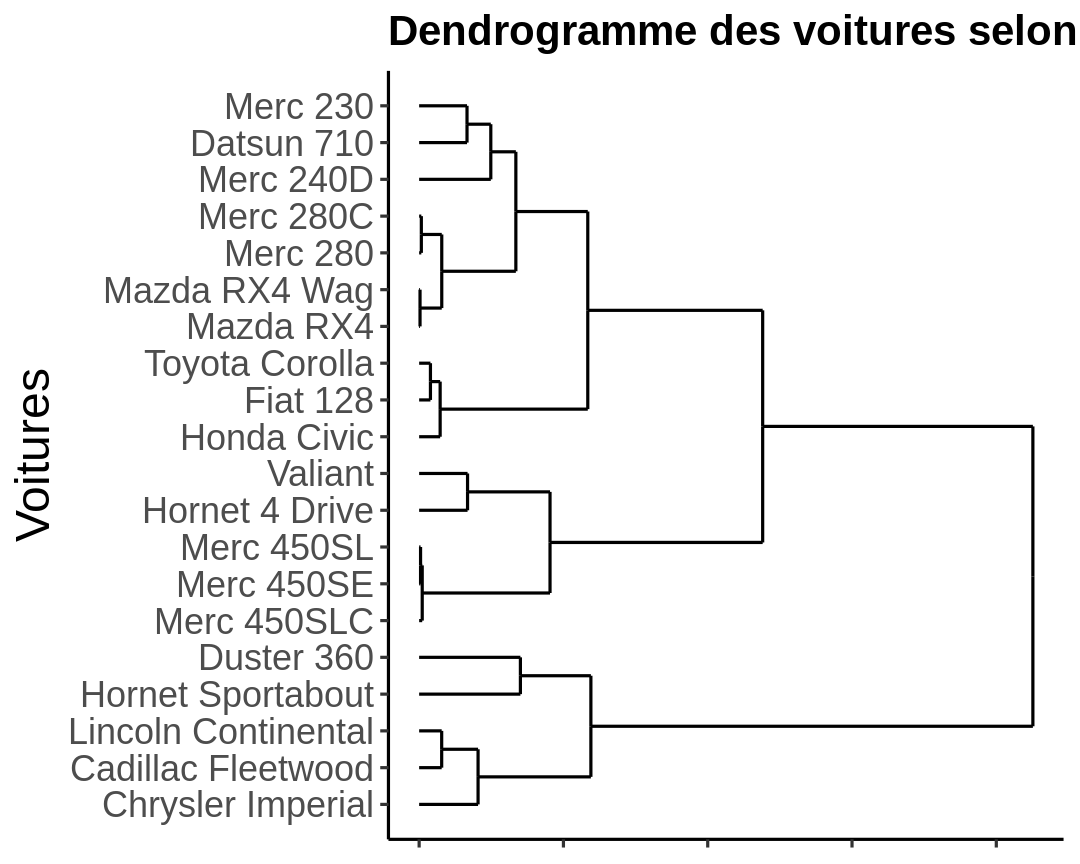 Dendrogramme des voitures selon
Merc 230
Datsun 710
Merc 240D
Merc 280C
Merc 280
Mazda RX4 Wag
Mazda RX4
Toyota Corolla
Fiat 128
Honda Civic
Valiant
Hornet 4 Drive
Merc 450SL
Merc 450SE
Merc 450SLC
Duster 360
Hornet Sportabout
Lincoln Continental
Cadillac Fleetwood
Chrysler Imperial
Voitures